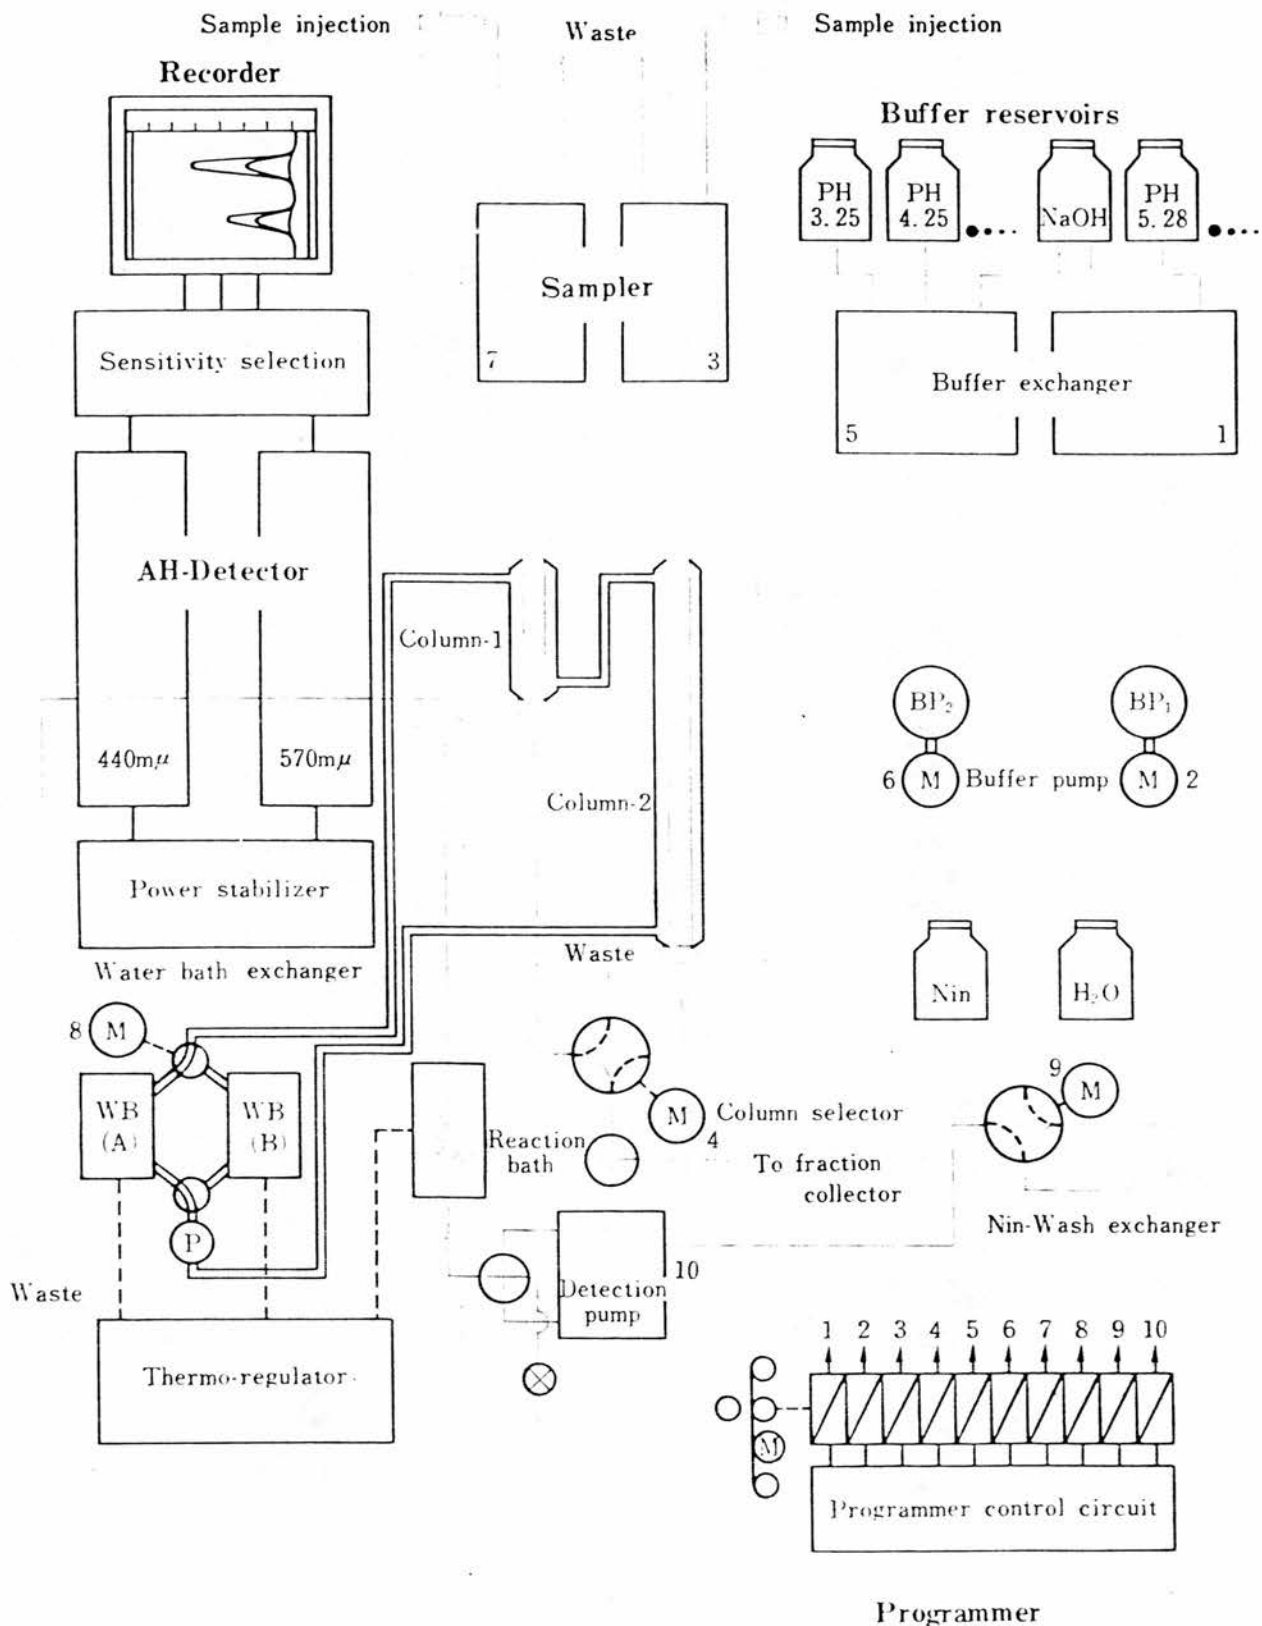 Sample injection
Waste
Sample injection
Recorder
Buffer reservoirs
PH
3.25
PH
4.25
NaOH
PH
5.28
Sampler
7
3
Sensitivity selection
Buffer exchanger
5
1
AH-Detector
Column-1
440mμ
570mμ
BP₂
BP₁
6
M
Buffer pump
M
2
Column-2
Power stabilizer
Waste
Water bath exchanger
Nin
H₂O
8
M
9
M
WB
(A)
WB
(B)
M
4
Column selector
Reaction
bath
To fraction
collector
Nin-Wash exchanger
P
10
Detection
pump
Waste
Thermo-regulator
1 2 3 4 5 6 7 8 9 10
M
Programmer control circuit
Programmer